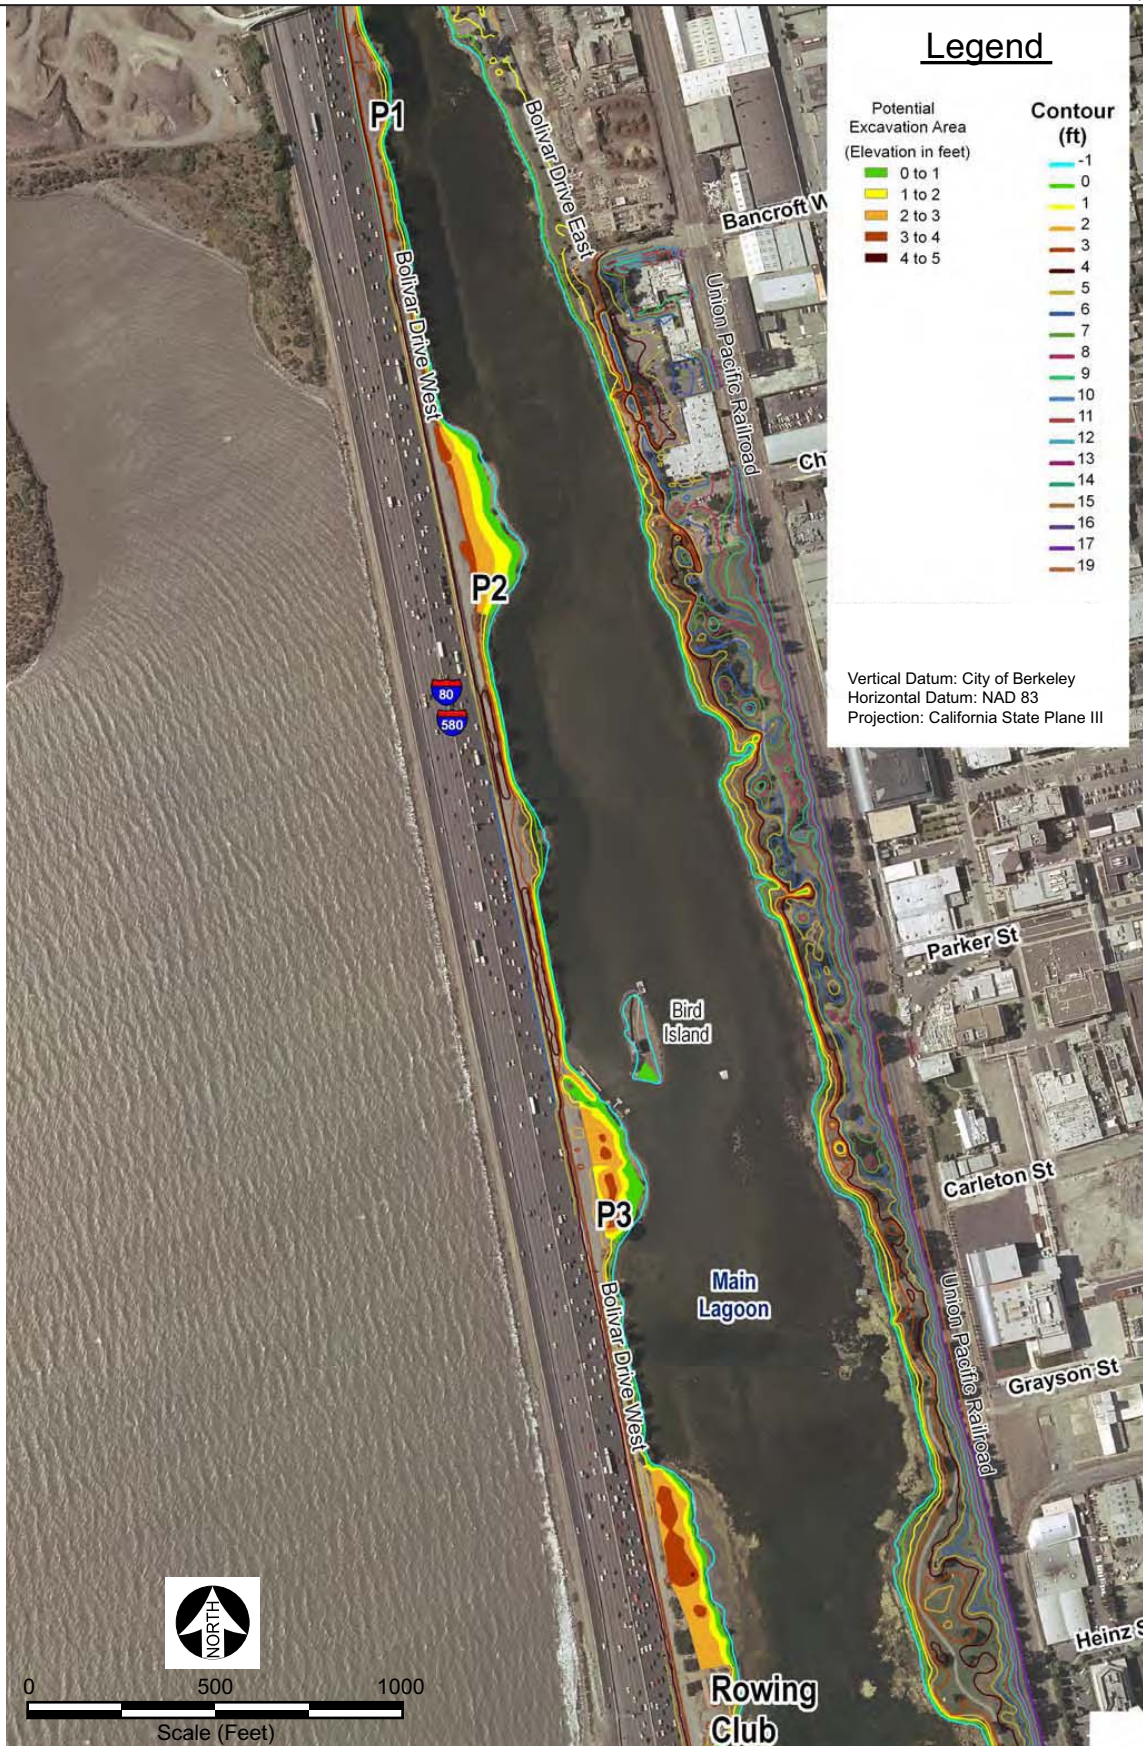 Legend
Potential
Excavation Area
(Elevation in feet)
0 to 1
1 to 2
2 to 3
3 to 4
4 to 5
Contour
(ft)
-1
0
1
2
3
4
5
6
7
8
9
10
11
12
13
14
15
16
17
19
Vertical Datum: City of Berkeley
Horizontal Datum: NAD 83
Projection: California State Plane III
P1
Bolivar Drive East
Bancroft W
Bolivar Drive West
Union Pacific Railroad
Ch
P2
80
580
Parker St
Bird
Island
Carleton St
P3
Main
Lagoon
Bolivar Drive West
Union Pacific Railroad
Grayson St
NORTH
Heinz S
0 500 1000
Scale (Feet)
Rowing
Club